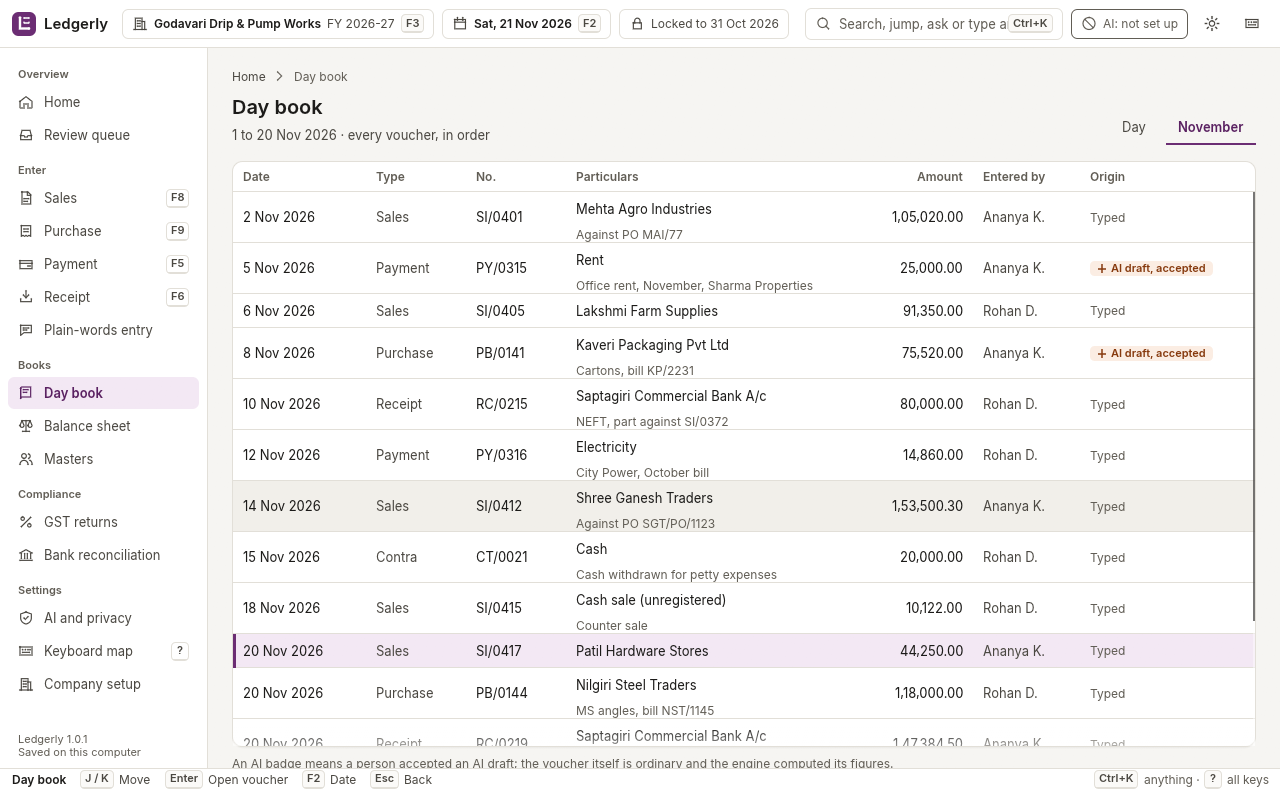 Ledgerly
Godavari Drip & Pump Works FY 2026-27 F3
Sat, 21 Nov 2026 F2
Locked to 31 Oct 2026
Search, jump, ask or type a Ctrl+K
AI: not set up
Overview
Home
Review queue
Enter
Sales F8
Purchase F9
Payment F5
Receipt F6
Plain-words entry
Books
Day book
Balance sheet
Masters
Compliance
GST returns
Bank reconciliation
Settings
AI and privacy
Keyboard map ?
Company setup
Ledgerly 1.0.1
Saved on this computer
Home > Day book
Day book
1 to 20 Nov 2026 · every voucher, in order
Day November
Date Type No. Particulars Amount Entered by Origin
2 Nov 2026 Sales SI/0401 Mehta Agro Industries 1,05,020.00 Ananya K. Typed
Against PO MAI/77
5 Nov 2026 Payment PY/0315 Rent 25,000.00 Ananya K. AI draft, accepted
Office rent, November, Sharma Properties
6 Nov 2026 Sales SI/0405 Lakshmi Farm Supplies 91,350.00 Rohan D. Typed
8 Nov 2026 Purchase PB/0141 Kaveri Packaging Pvt Ltd 75,520.00 Ananya K. AI draft, accepted
Cartons, bill KP/2231
10 Nov 2026 Receipt RC/0215 Saptagiri Commercial Bank A/c 80,000.00 Rohan D. Typed
NEFT, part against SI/0372
12 Nov 2026 Payment PY/0316 Electricity 14,860.00 Rohan D. Typed
City Power, October bill
14 Nov 2026 Sales SI/0412 Shree Ganesh Traders 1,53,500.30 Ananya K. Typed
Against PO SGT/PO/1123
15 Nov 2026 Contra CT/0021 Cash 20,000.00 Rohan D. Typed
Cash withdrawn for petty expenses
18 Nov 2026 Sales SI/0415 Cash sale (unregistered) 10,122.00 Rohan D. Typed
Counter sale
20 Nov 2026 Sales SI/0417 Patil Hardware Stores 44,250.00 Ananya K. Typed
20 Nov 2026 Purchase PB/0144 Nilgiri Steel Traders 1,18,000.00 Rohan D. Typed
MS angles, bill NST/1145
20 Nov 2026 Receipt RC/0219 Saptagiri Commercial Bank A/c 1,47,384.50 Ananya K. Typed
An AI badge means a person accepted an AI draft; the voucher itself is ordinary and the engine computed its figures.
Day book J / K Move Enter Open voucher F2 Date Esc Back
Ctrl+K anything · ? all keys